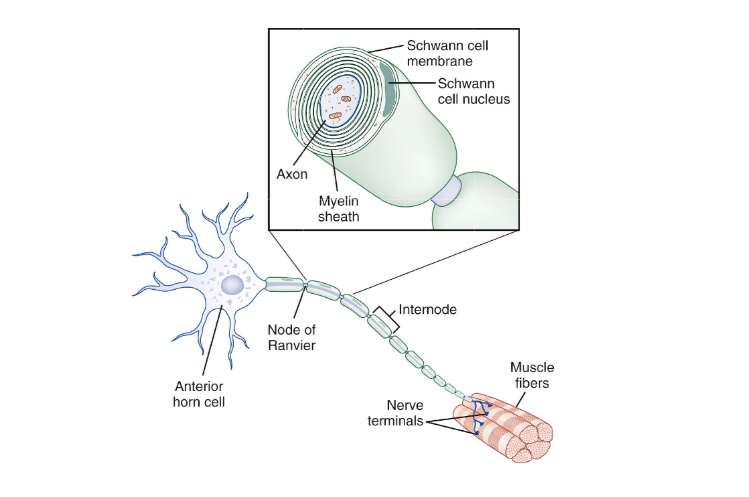 Schwann cell
membrane
Schwann
cell nucleus
Axon
Myelin
sheath
Internode
Node of
Ranvier
Anterior
horn cell
Muscle
fibers
Nerve
terminals